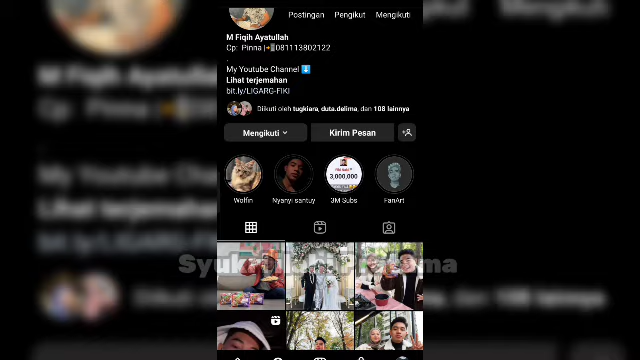 Postingan Pengikut Mengikuti
M Fiqih Ayatullah
Cp: Pinna 📲081113802122
.
My Youtube Channel ⬇️
Lihat terjemahan
bit.ly/LIGARG-FIKI
Diikuti oleh tugkiara, duta.delima, dan 108 lainnya
Mengikuti
Kirim Pesan
3,000,000
Wolfin Nyanyi santuy 3M Subs FanArt